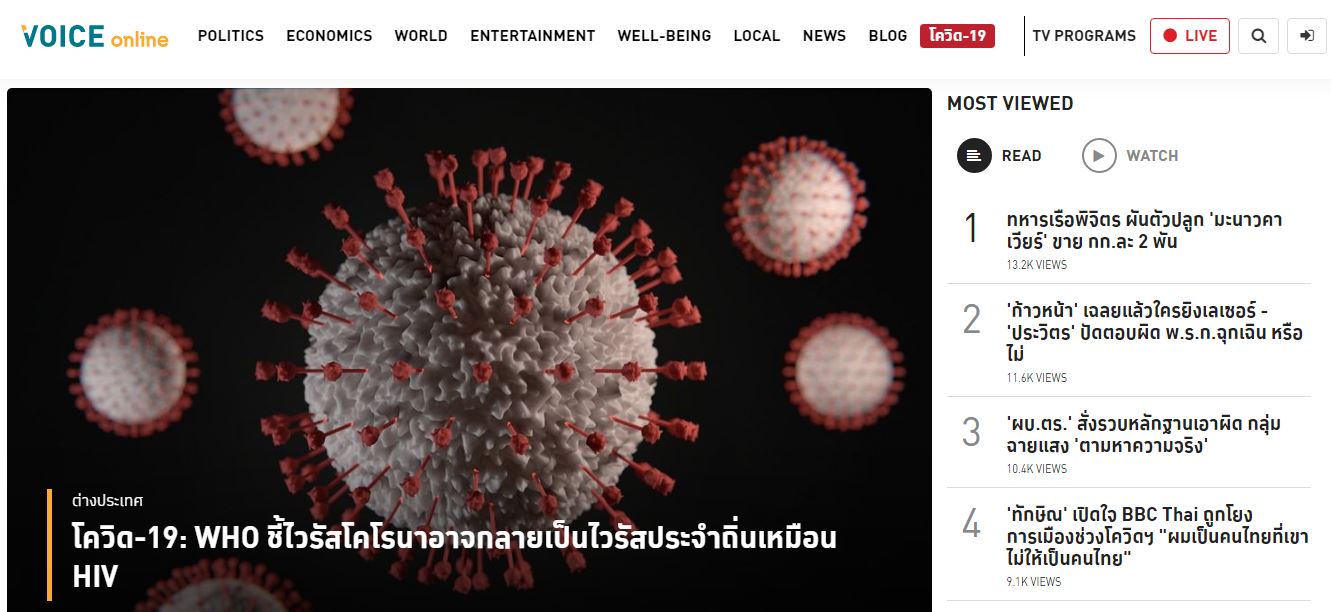 VOICE online
POLITICS ECONOMICS WORLD ENTERTAINMENT WELL-BEING LOCAL NEWS BLOG โควิด-19 TV PROGRAMS LIVE
ต่างประเทศ
โควิด-19: WHO ชี้ไวรัสโคโรนาอาจกลายเป็นไวรัสประจำถิ่นเหมือน
HIV
MOST VIEWED
READ WATCH
1
ทหารเรือพิจิตร ผันตัวปลูก 'มะนาวคา
เวียร์' ขาย กก.ละ 2 พัน
13.2K VIEWS
2
'ก้าวหน้า' เฉลยแล้วใครยิงเลเซอร์ -
'ประวิตร' ปัดตอบผิด พ.ร.ก.ฉุกเฉิน หรือ
ไม่
11.6K VIEWS
3
'ผบ.ตร.' สั่งรวบหลักฐานเอาผิด กลุ่ม
ฉายแสง 'ตามหาความจริง'
10.4K VIEWS
4
'ทักษิณ' เปิดใจ BBC Thai ถูกโยง
การเมืองช่วงโควิดฯ "ผมเป็นคนไทยที่เขา
ไม่ให้เป็นคนไทย"
9.1K VIEWS